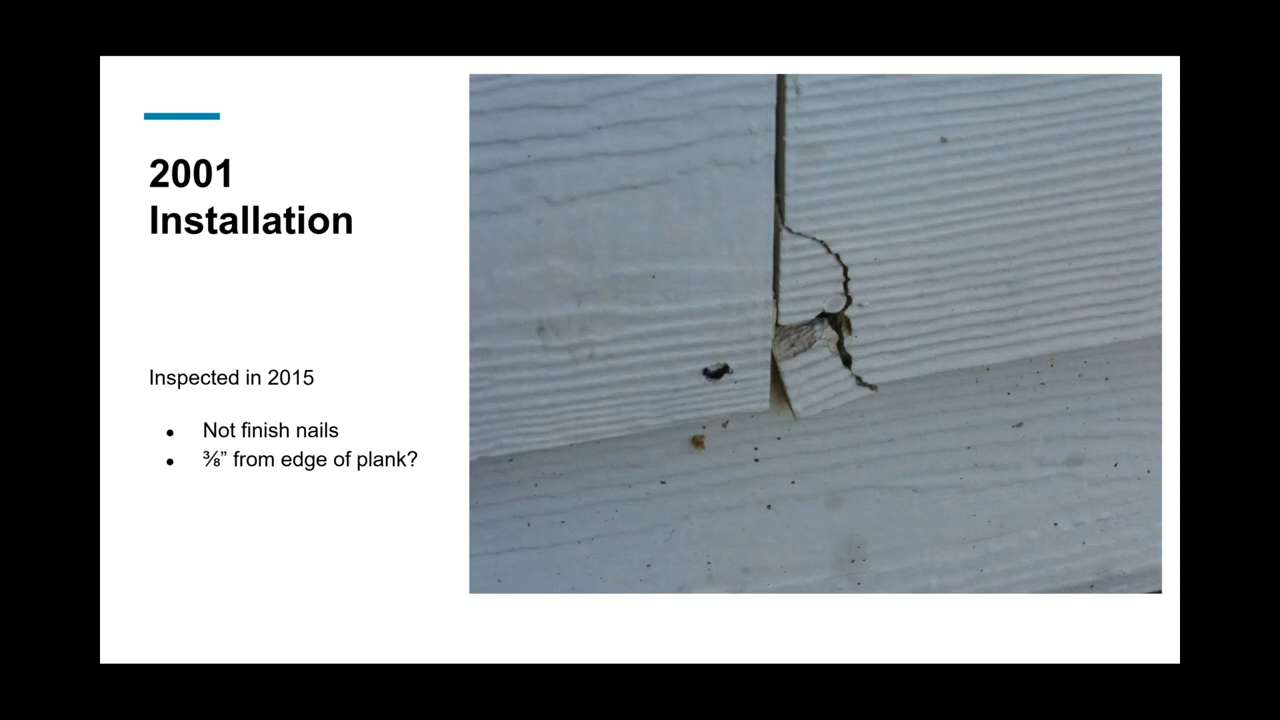 2001
Installation
Inspected in 2015
● Not finish nails
● ⅜” from edge of plank?